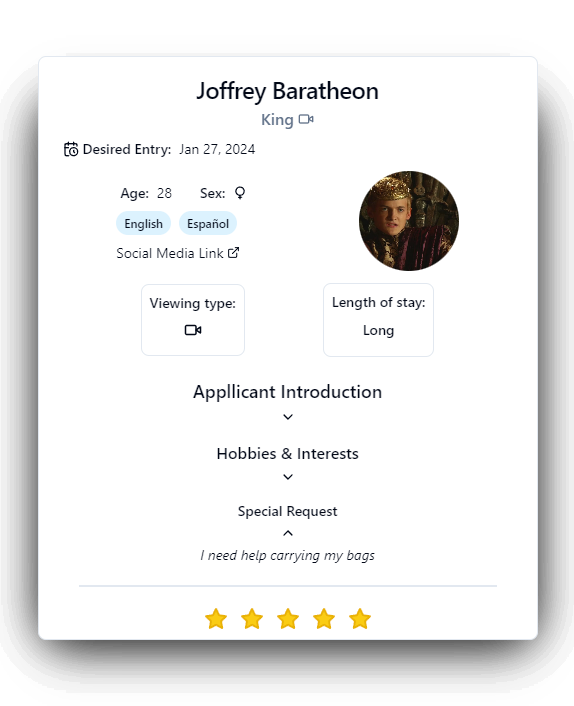 Joffrey Baratheon
King
Desired Entry: Jan 27, 2024
Age: 28 Sex: ♀
English Español
Social Media Link
Viewing type:
Length of stay:
Long
Appllicant Introduction
Hobbies & Interests
Special Request
I need help carrying my bags